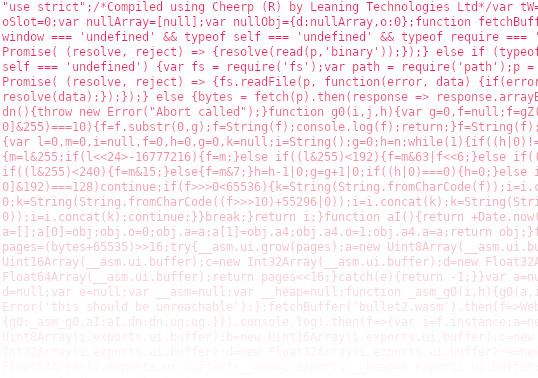 "use strict";/*Compiled using Cheerp (R) by Leaning Technologies Ltd*/var tW=
oSlot=0;var nullArray=[null];var nullObj={d:nullArray,o:0};function fetchBuff
window === 'undefined' && typeof self === 'undefined' && typeof require === '
Promise( (resolve, reject) => {resolve(read(p,'binary'));});} else if (typeof
self === 'undefined') {var fs = require('fs');var path = require('path');p =
Promise( (resolve, reject) => {fs.readFile(p, function(error, data) {if(error
resolve(data);});});} else {bytes = fetch(p).then(response => response.arrayB
dn(){throw new Error("Abort called");}function g0(i,j,h){var g=0,f=null;f=gZ(
0]&255)===10){f=f.substr(0,g);f=String(f);console.log(f);return;}f=String(f);
{var l=0,m=0,i=null,f=0,h=0,g=0,k=null;i=String();g=0;h=n;while(1){if((h|0)!=
{m=l&255;if(l<<24>-16777216){f=m;}else if((l&255)<192){f=m&63|f<<6;}else if((
if((l&255)<240){f=m&15;}else{f=m&7;}h=h-1|0;g=g+1|0;if((h|0)===0){h=0;}else i
0]&192)===128)continue;if(f>>>0<65536){k=String(String.fromCharCode(f));i=i.c
0;k=String(String.fromCharCode((f>>>10)+55296|0));i=i.concat(k);k=String(Stri
0));i=i.concat(k);continue;}}break;}return i;}function aI(){return +Date.now(
a=[];a[0]=obj;obj.o=0;obj.a=a;a[1]=obj.a4;obj.a4.o=1;obj.a4.a=a;return obj;}f
pages=(bytes+65535)>>16;try{__asm.ui.grow(pages);a=new Uint8Array(__asm.ui.bu
Uint16Array(__asm.ui.buffer);c=new Int32Array(__asm.ui.buffer);d=new Float32A
Float64Array(__asm.ui.buffer);return pages<<16;}catch(e){return -1;}}var a=nu
d=null;var e=null;var __asm=null;var __heap=null;function _asm_g0(i,h){g0(a,i
Error('this should be unreachable');};fetchBuffer('bullet2.wasm').then(f=>Web
{g0:_asm_g0,aI:aI,dn:dn,ug:ug,}}),console.log).then(f=>{var i=f.instance;a=ne
Uint8Array(i.exports.ui.buffer);b=new Uint16Array(i.exports.ui.buffer);c=new
Int32Array(i.exports.ui.buffer);d=new Float32Array(i.exports.ui.buffer);e=new